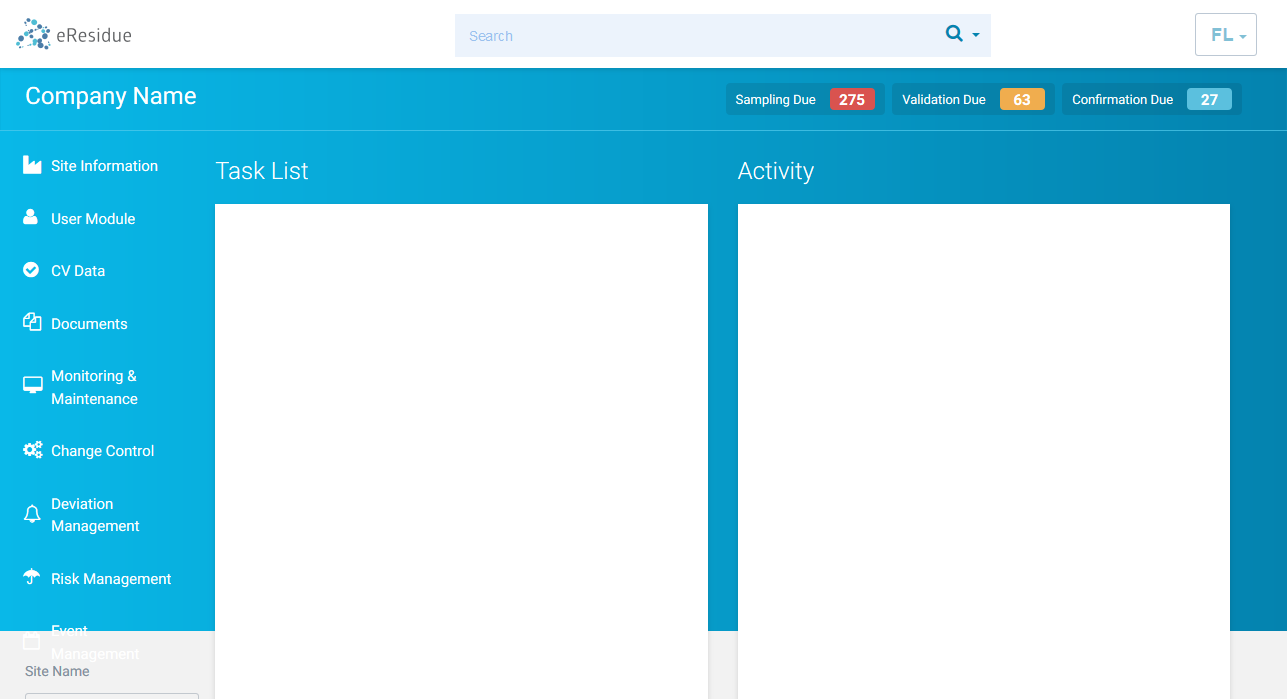 eResidue
Search
FL
Company Name
Sampling Due 275
Validation Due 63
Confirmation Due 27
Site Information
User Module
CV Data
Documents
Monitoring &
Maintenance
Change Control
Deviation
Management
Risk Management
Event
Management
Site Name
Task List
Activity